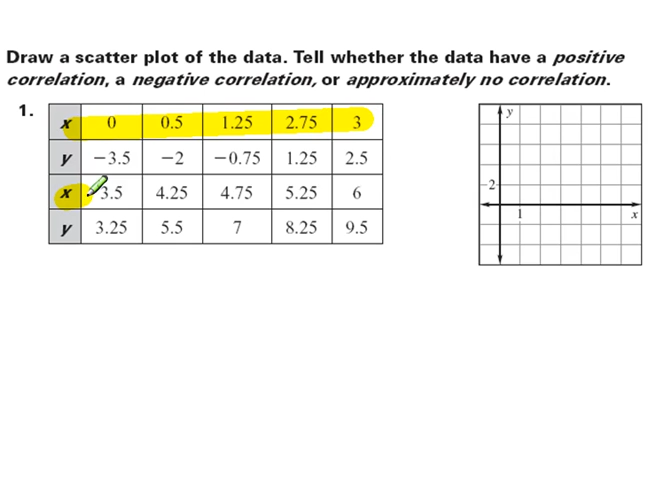 Draw a scatter plot of the data. Tell whether the data have a positive
correlation, a negative correlation, or approximately no correlation.
1.
x 0 0.5 1.25 2.75 3
y −3.5 −2 −0.75 1.25 2.5
x 3.5 4.25 4.75 5.25 6
y 3.25 5.5 7 8.25 9.5
y
2
1 x